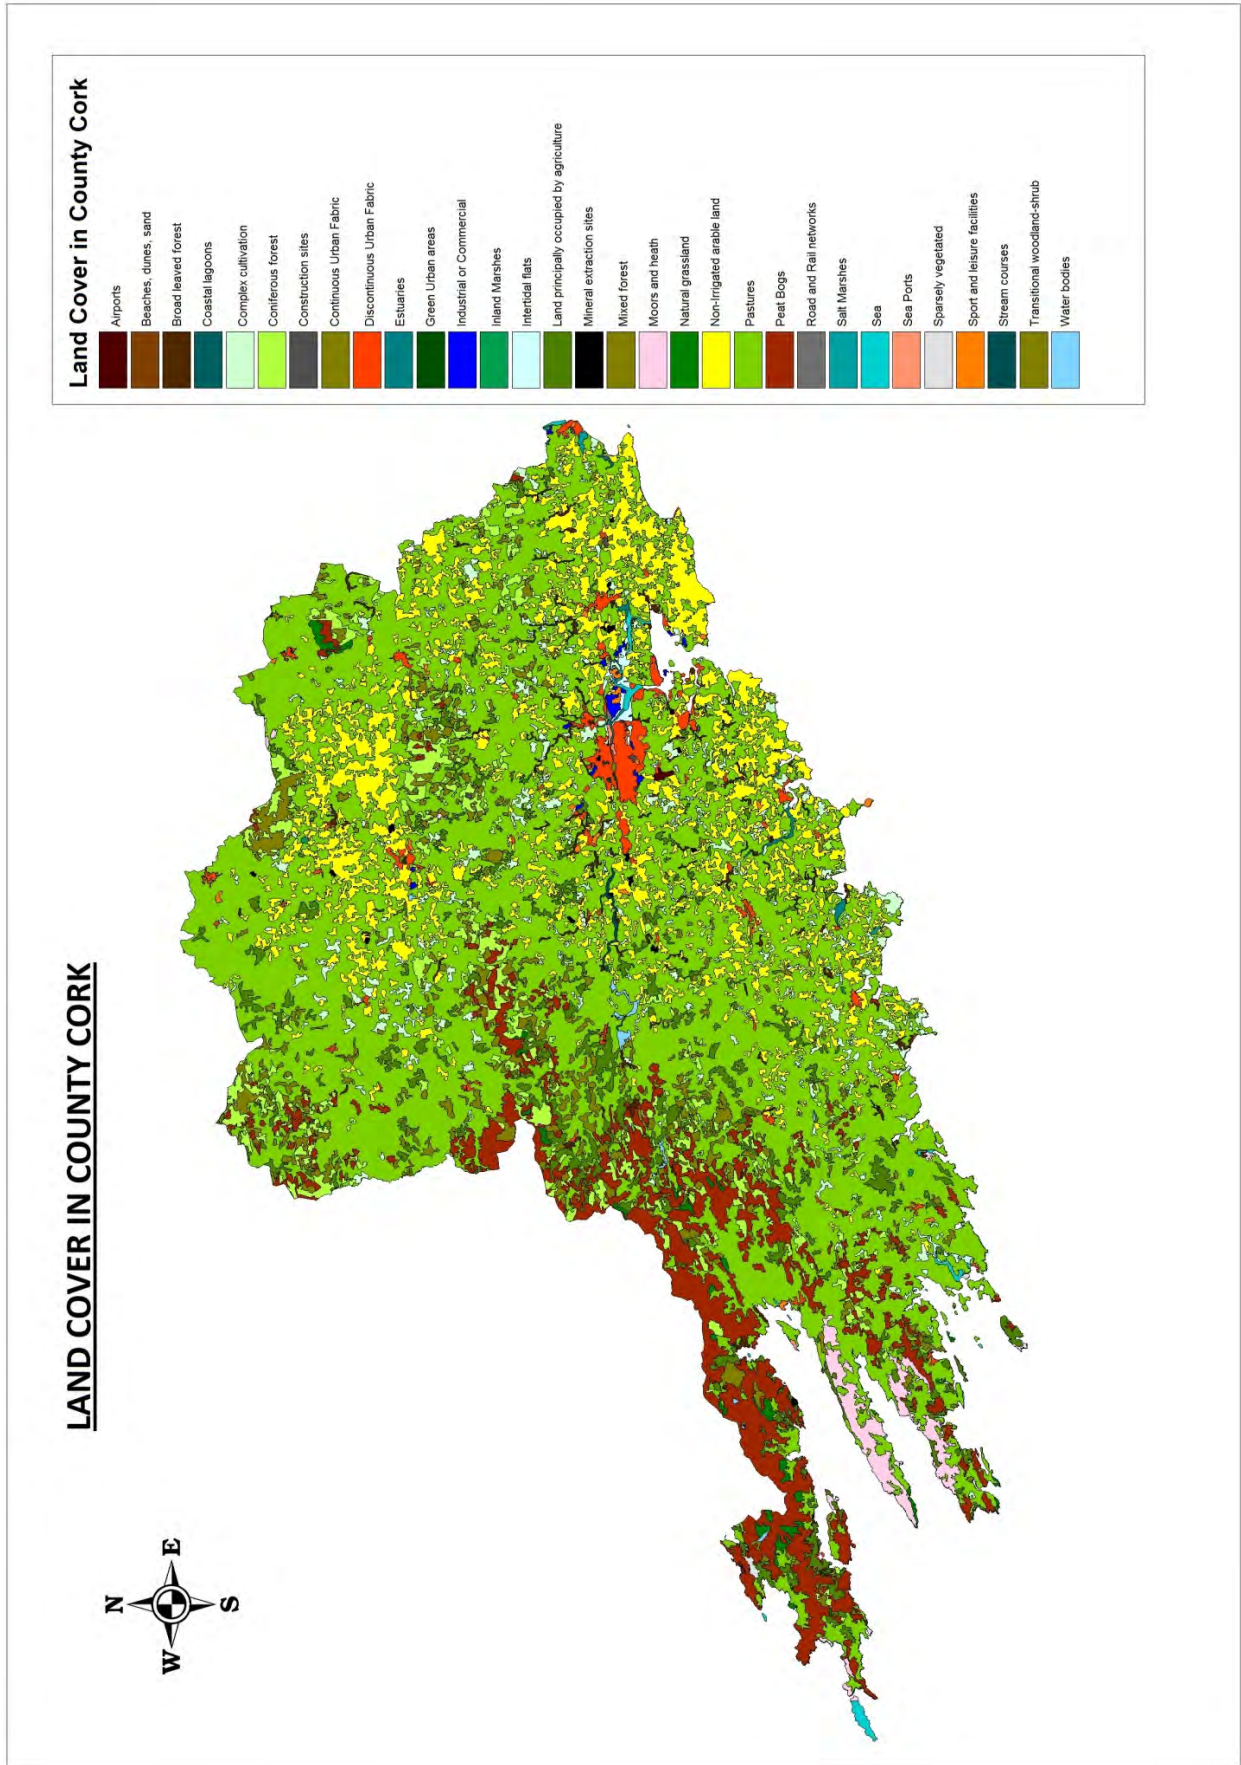 LAND COVER IN COUNTY CORK
N
W
E
S
Land Cover in County Cork
Airports
Beaches, dunes, sand
Broad leaved forest
Coastal lagoons
Complex cultivation
Coniferous forest
Construction sites
Continuous Urban Fabric
Discontinuous Urban Fabric
Estuaries
Green Urban areas
Industrial or Commercial
Inland Marshes
Intertidal flats
Land principally occupied by agriculture
Mineral extraction sites
Mixed forest
Moors and heath
Natural grassland
Non-Irrigated arable land
Pastures
Peat Bogs
Road and Rail networks
Salt Marshes
Sea
Sea Ports
Sparsely vegetated
Sport and leisure facilities
Stream courses
Transitional woodland-shrub
Water bodies